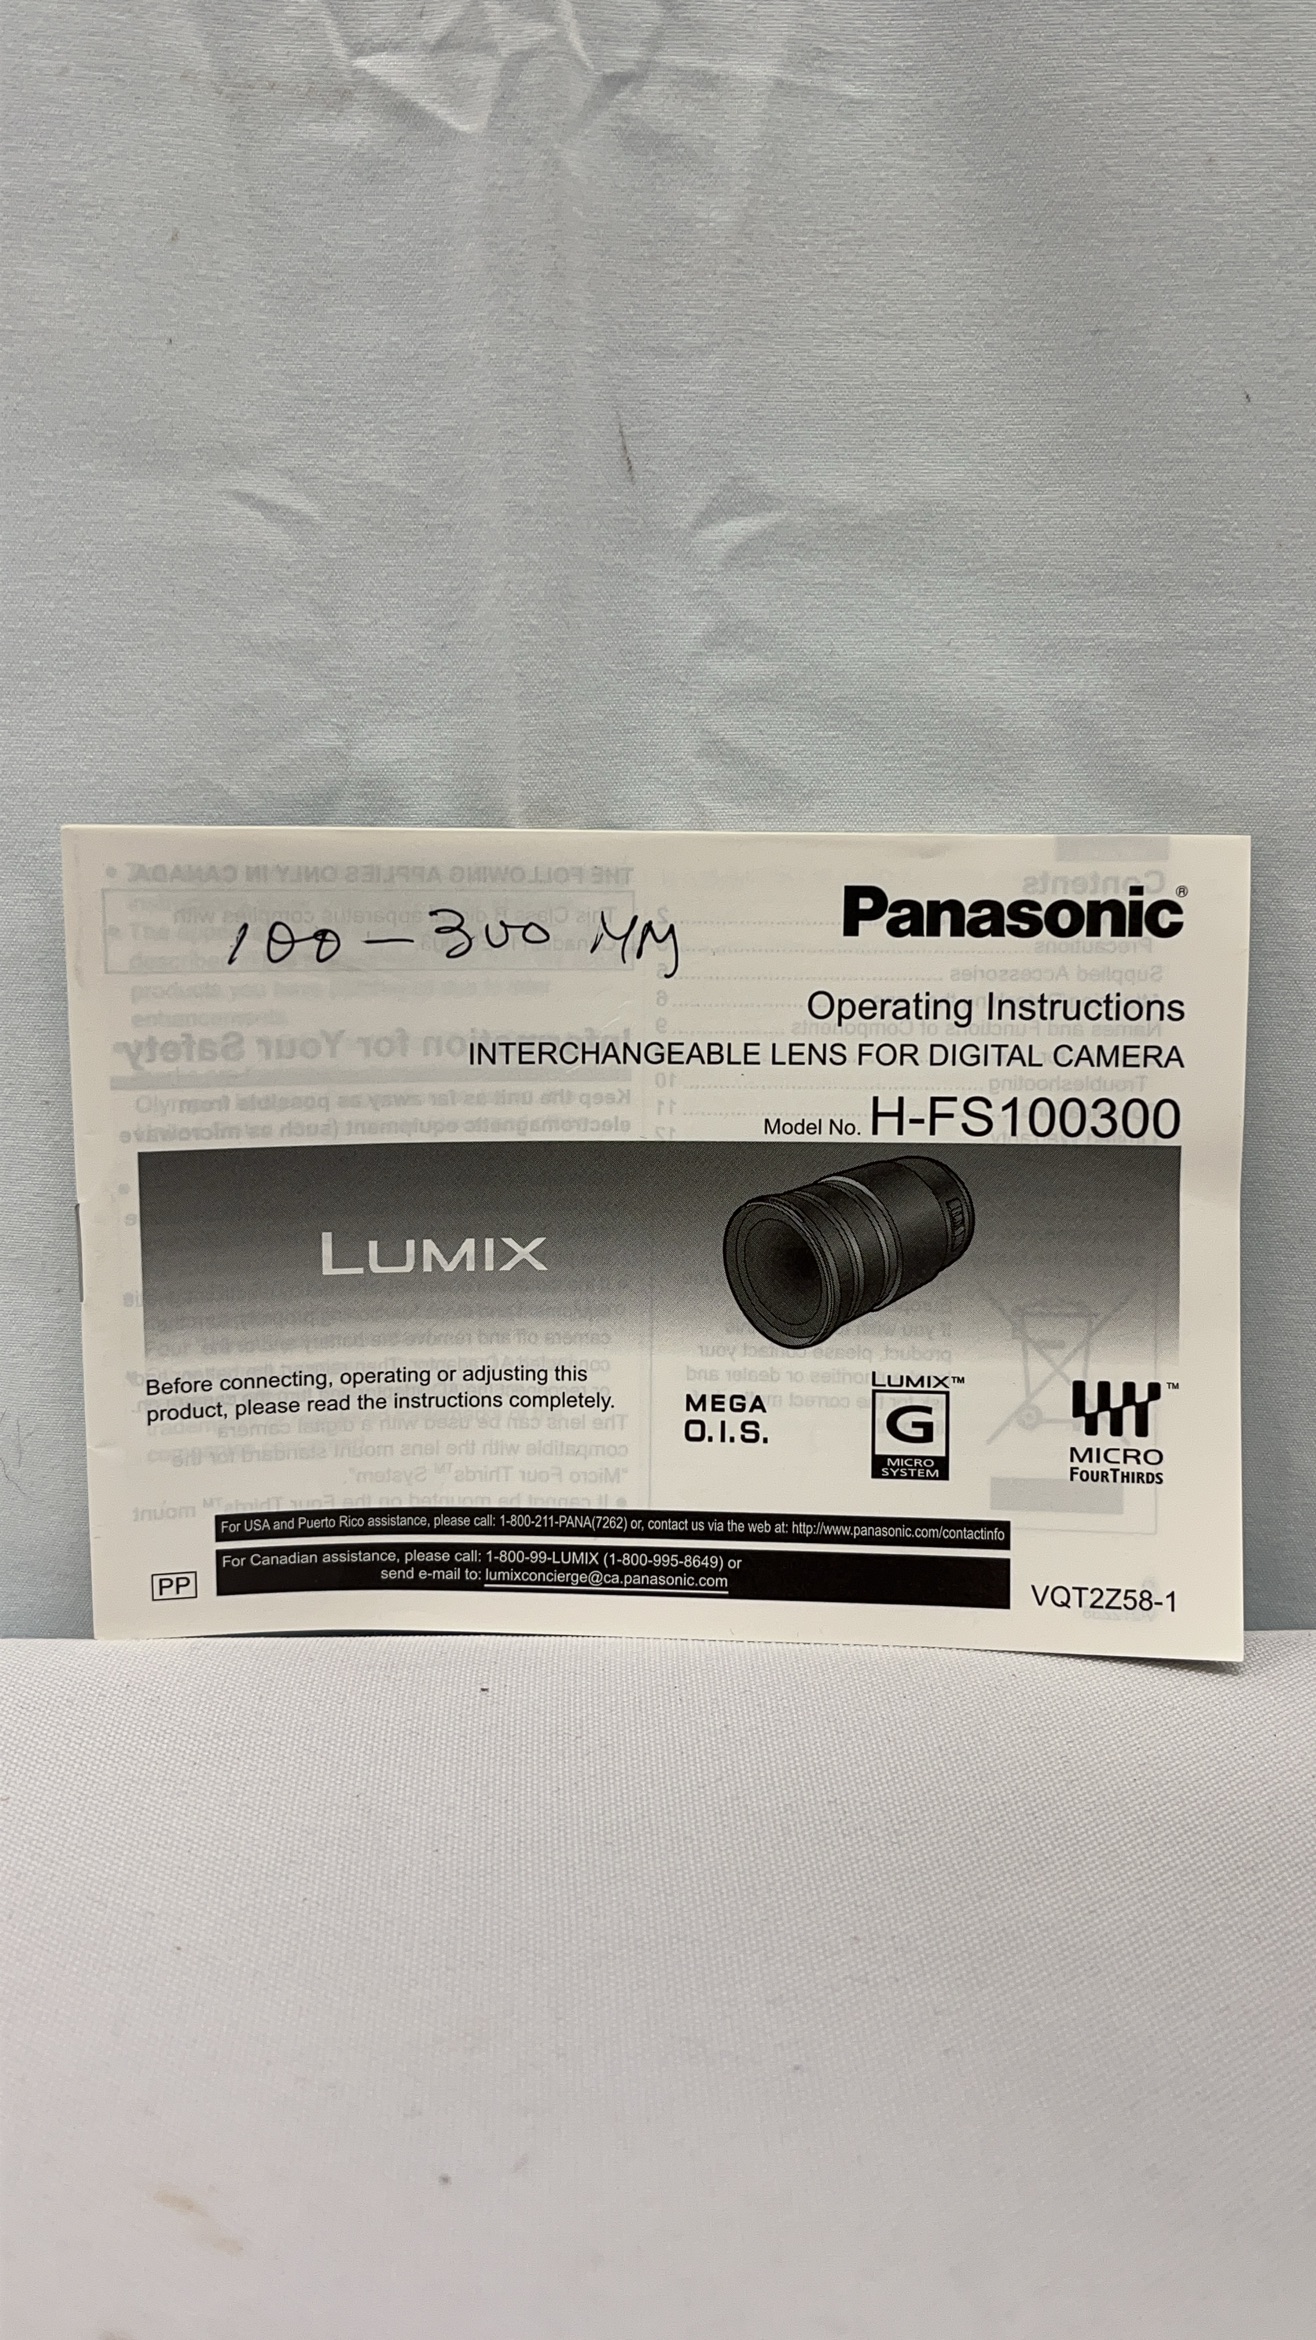 100 - 300 MM
Panasonic®
Operating Instructions
INTERCHANGEABLE LENS FOR DIGITAL CAMERA
Model No. H-FS100300
LUMIX
Before connecting, operating or adjusting this
product, please read the instructions completely.
MEGA
O.I.S.
LUMIX™
G
MICRO
SYSTEM
™
MICRO
FOURTHIRDS
For USA and Puerto Rico assistance, please call: 1-800-211-PANA(7262) or, contact us via the web at: http://www.panasonic.com/contactinfo
For Canadian assistance, please call: 1-800-99-LUMIX (1-800-995-8649) or
send e-mail to: lumixconcierge@ca.panasonic.com
PP
VQT2Z58-1